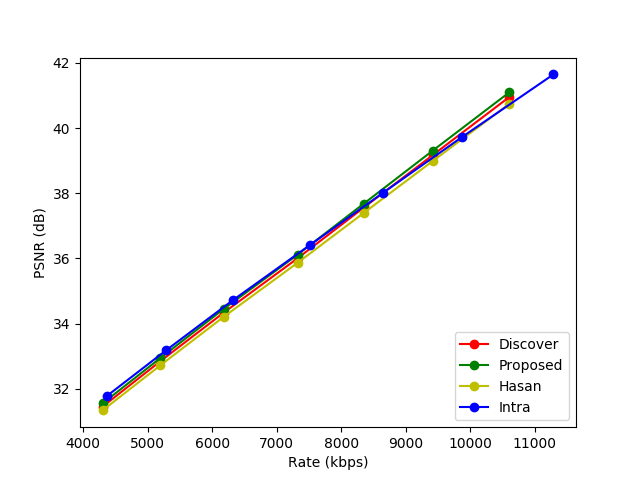 42
40
38
36
34
32
PSNR (dB)
4000 5000 6000 7000 8000 9000 10000 11000
Rate (kbps)
Discover
Proposed
Hasan
Intra